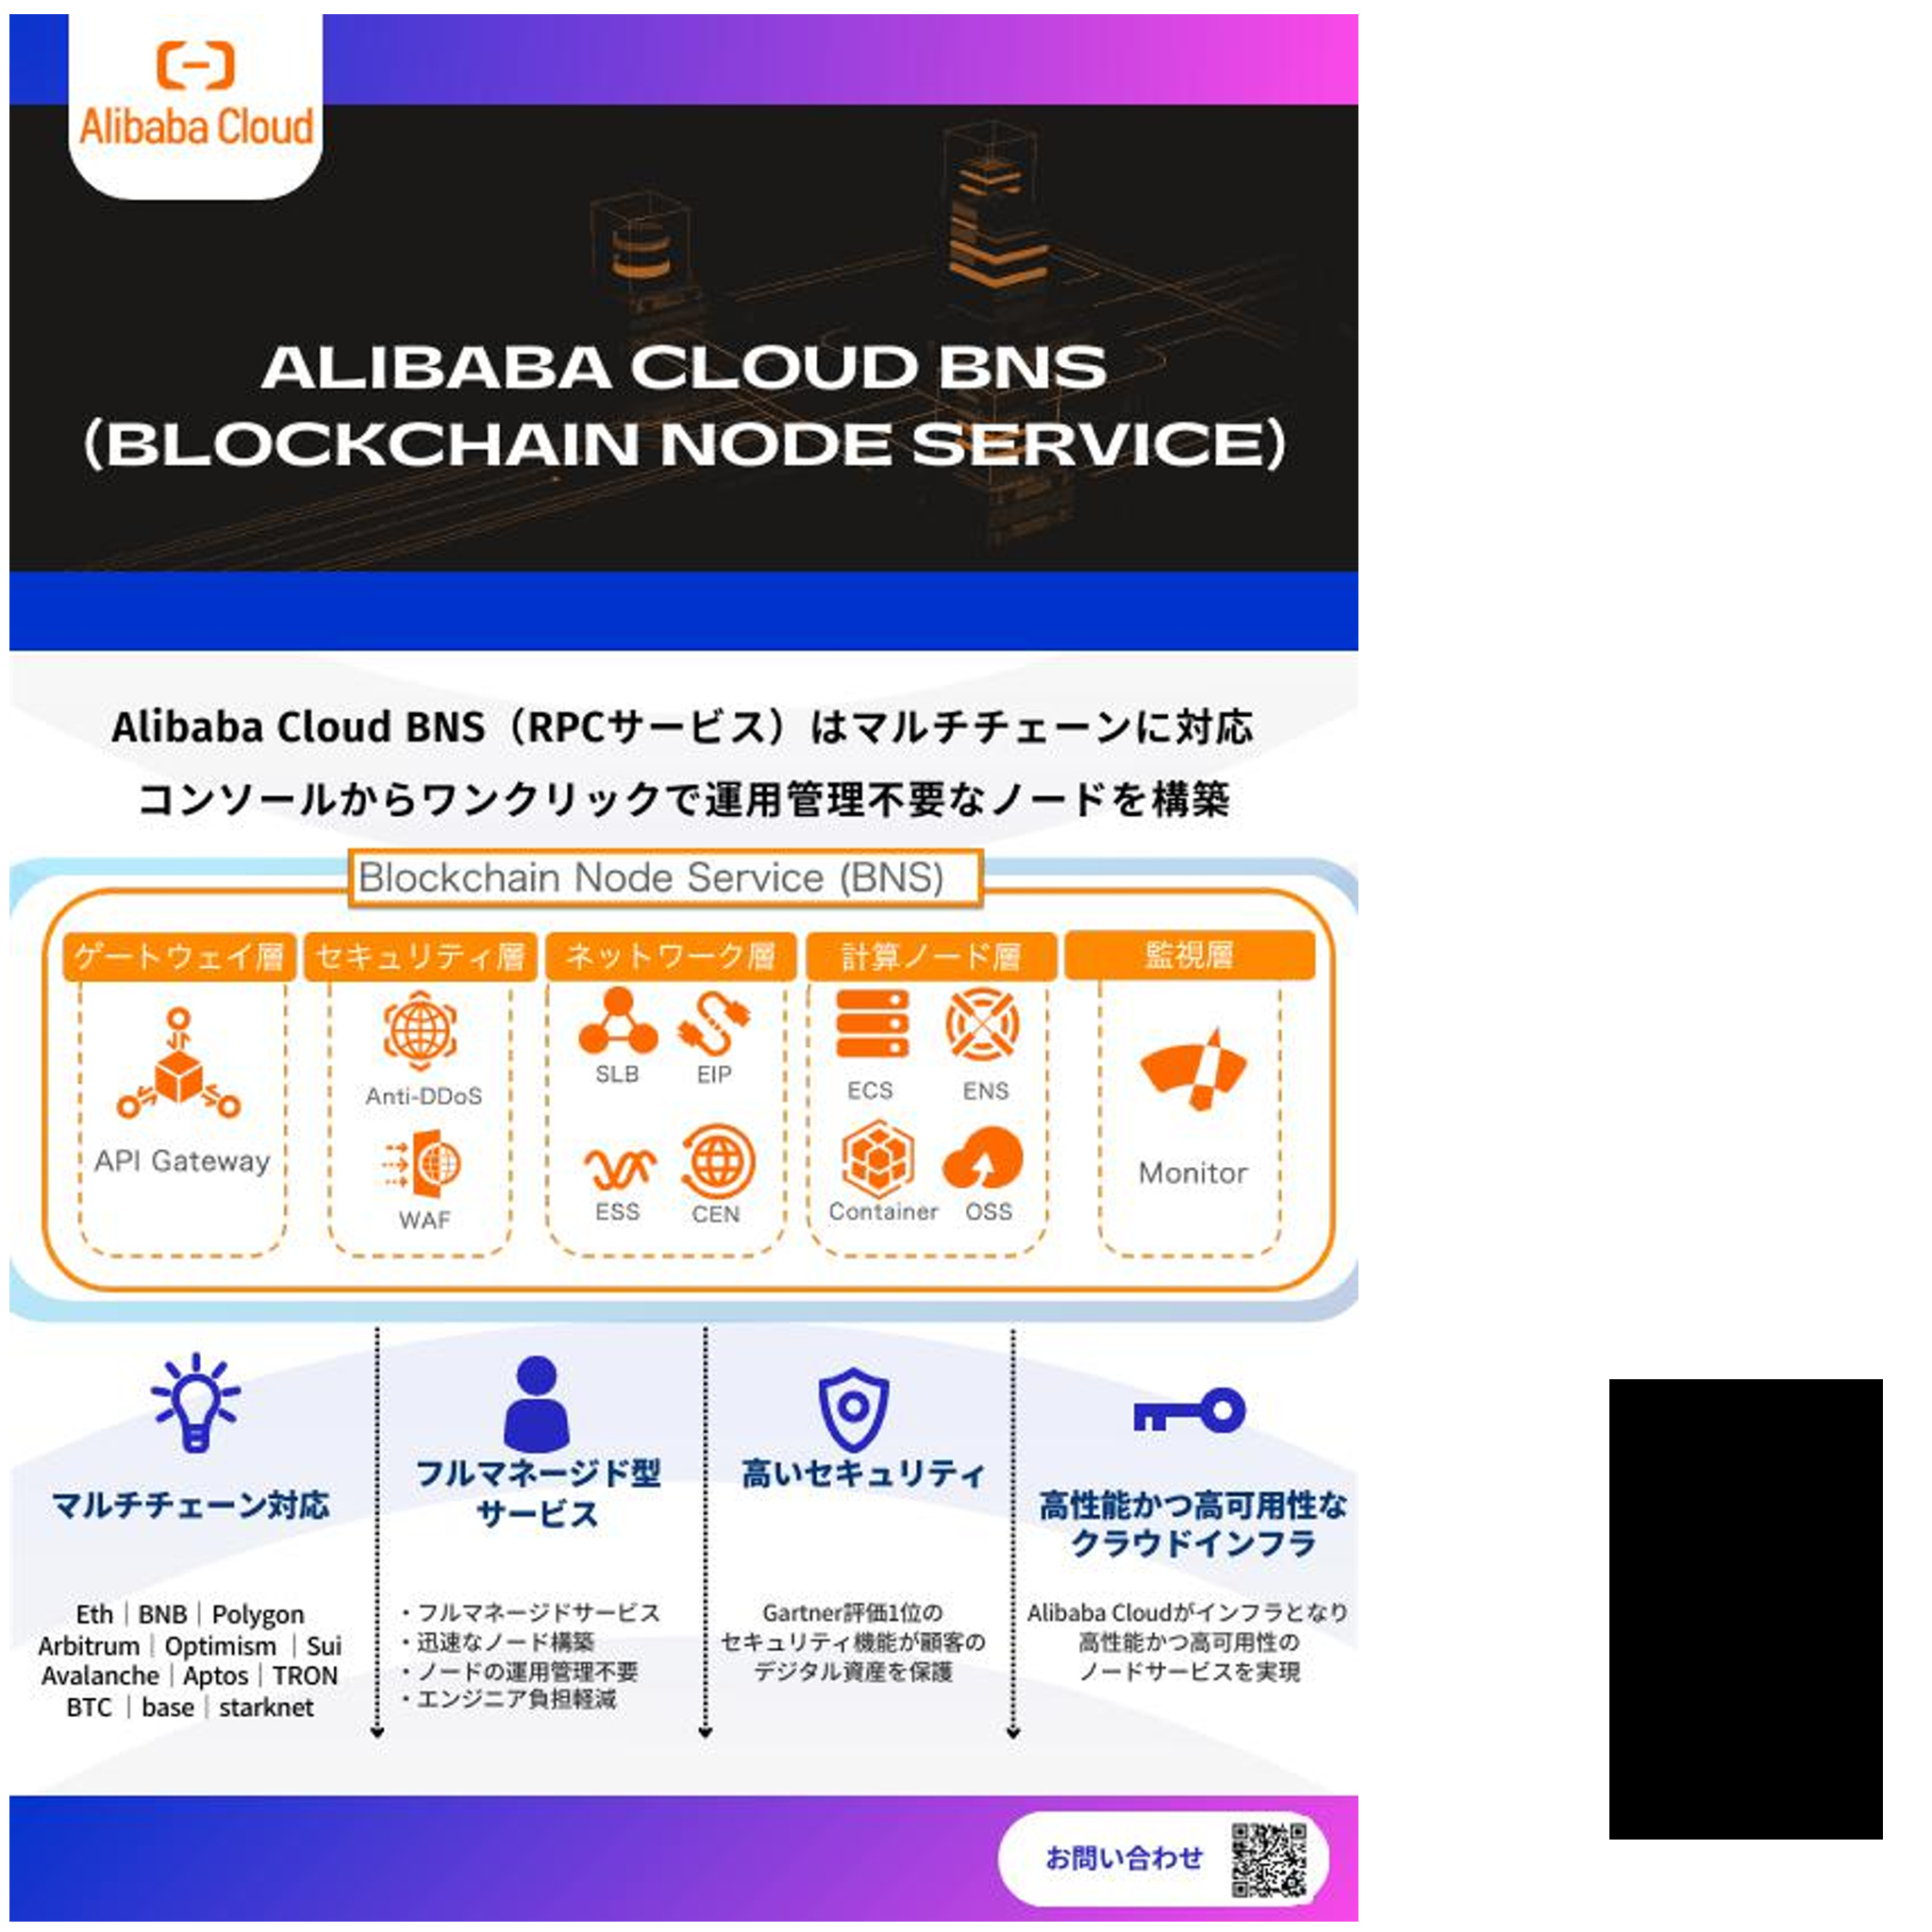 Alibaba Cloud
ALIBABA CLOUD BNS
(BLOCKCHAIN NODE SERVICE)
Alibaba Cloud BNS（RPCサービス）はマルチチェーンに対応
コンソールからワンクリックで運用管理不要なノードを構築
Blockchain Node Service (BNS)
ゲートウェイ層
API Gateway
セキュリティ層
Anti-DDoS
WAF
ネットワーク層
SLB EIP
ESS CEN
計算ノード層
ECS ENS
Container OSS
監視層
Monitor
マルチチェーン対応
Eth｜BNB｜Polygon
Arbitrum｜Optimism ｜Sui
Avalanche｜Aptos｜TRON
BTC ｜base｜starknet
フルマネージド型
サービス
・フルマネージドサービス
・迅速なノード構築
・ノードの運用管理不要
・エンジニア負担軽減
高いセキュリティ
Gartner評価1位の
セキュリティ機能が顧客の
デジタル資産を保護
高性能かつ高可用性な
クラウドインフラ
Alibaba Cloudがインフラとなり
高性能かつ高可用性の
ノードサービスを実現
お問い合わせ